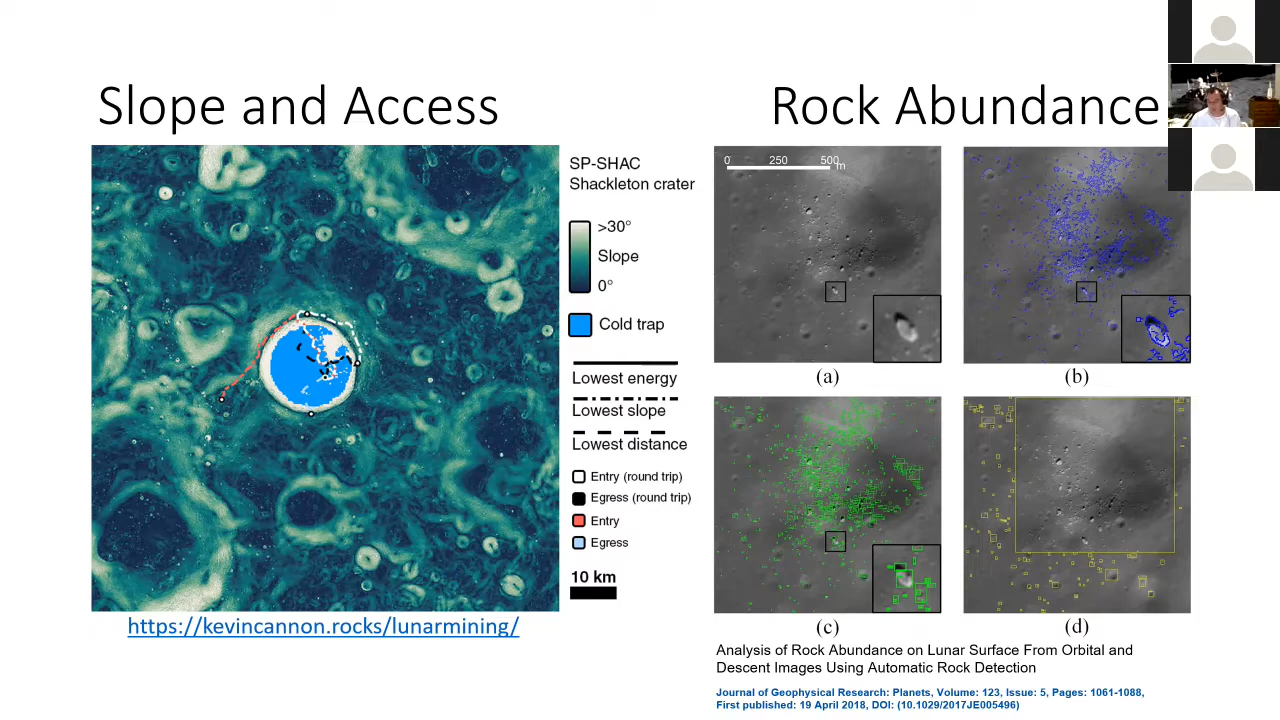 Slope and Access
SP-SHAC
Shackleton crater
>30°
Slope
0°
Cold trap
Lowest energy
Lowest slope
Lowest distance
Entry (round trip)
Egress (round trip)
Entry
Egress
10 km
https://kevincannon.rocks/lunarmining/
Rock Abundance
0 250 500 m
(a)
(b)
(c)
(d)
Analysis of Rock Abundance on Lunar Surface From Orbital and
Descent Images Using Automatic Rock Detection
Journal of Geophysical Research: Planets, Volume: 123, Issue: 5, Pages: 1061-1088,
First published: 19 April 2018, DOI: (10.1029/2017JE005496)